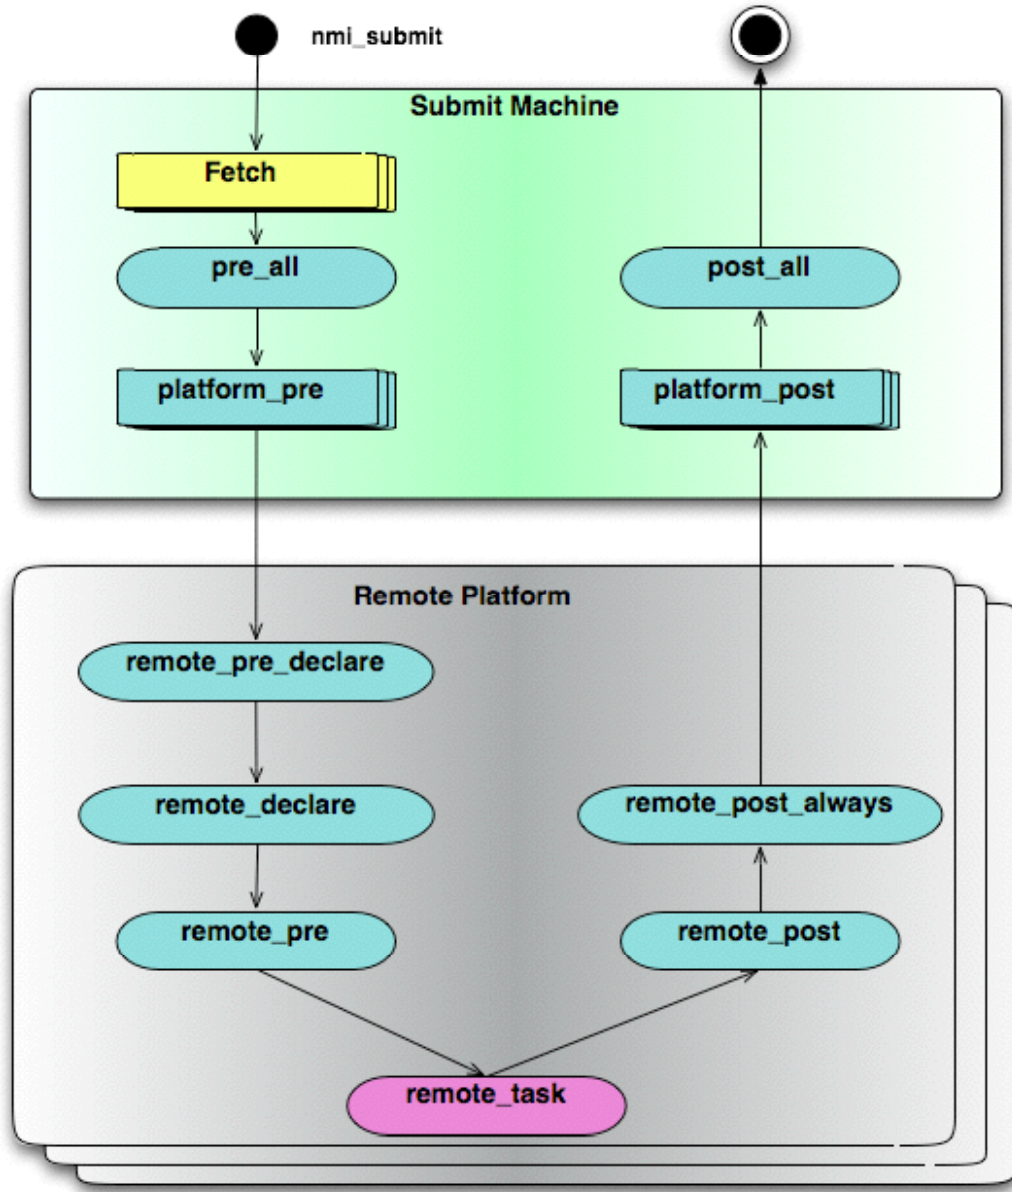 nmi_submit
Submit Machine
Fetch
pre_all
post_all
platform_pre
platform_post
Remote Platform
remote_pre_declare
remote_declare
remote_post_always
remote_pre
remote_post
remote_task